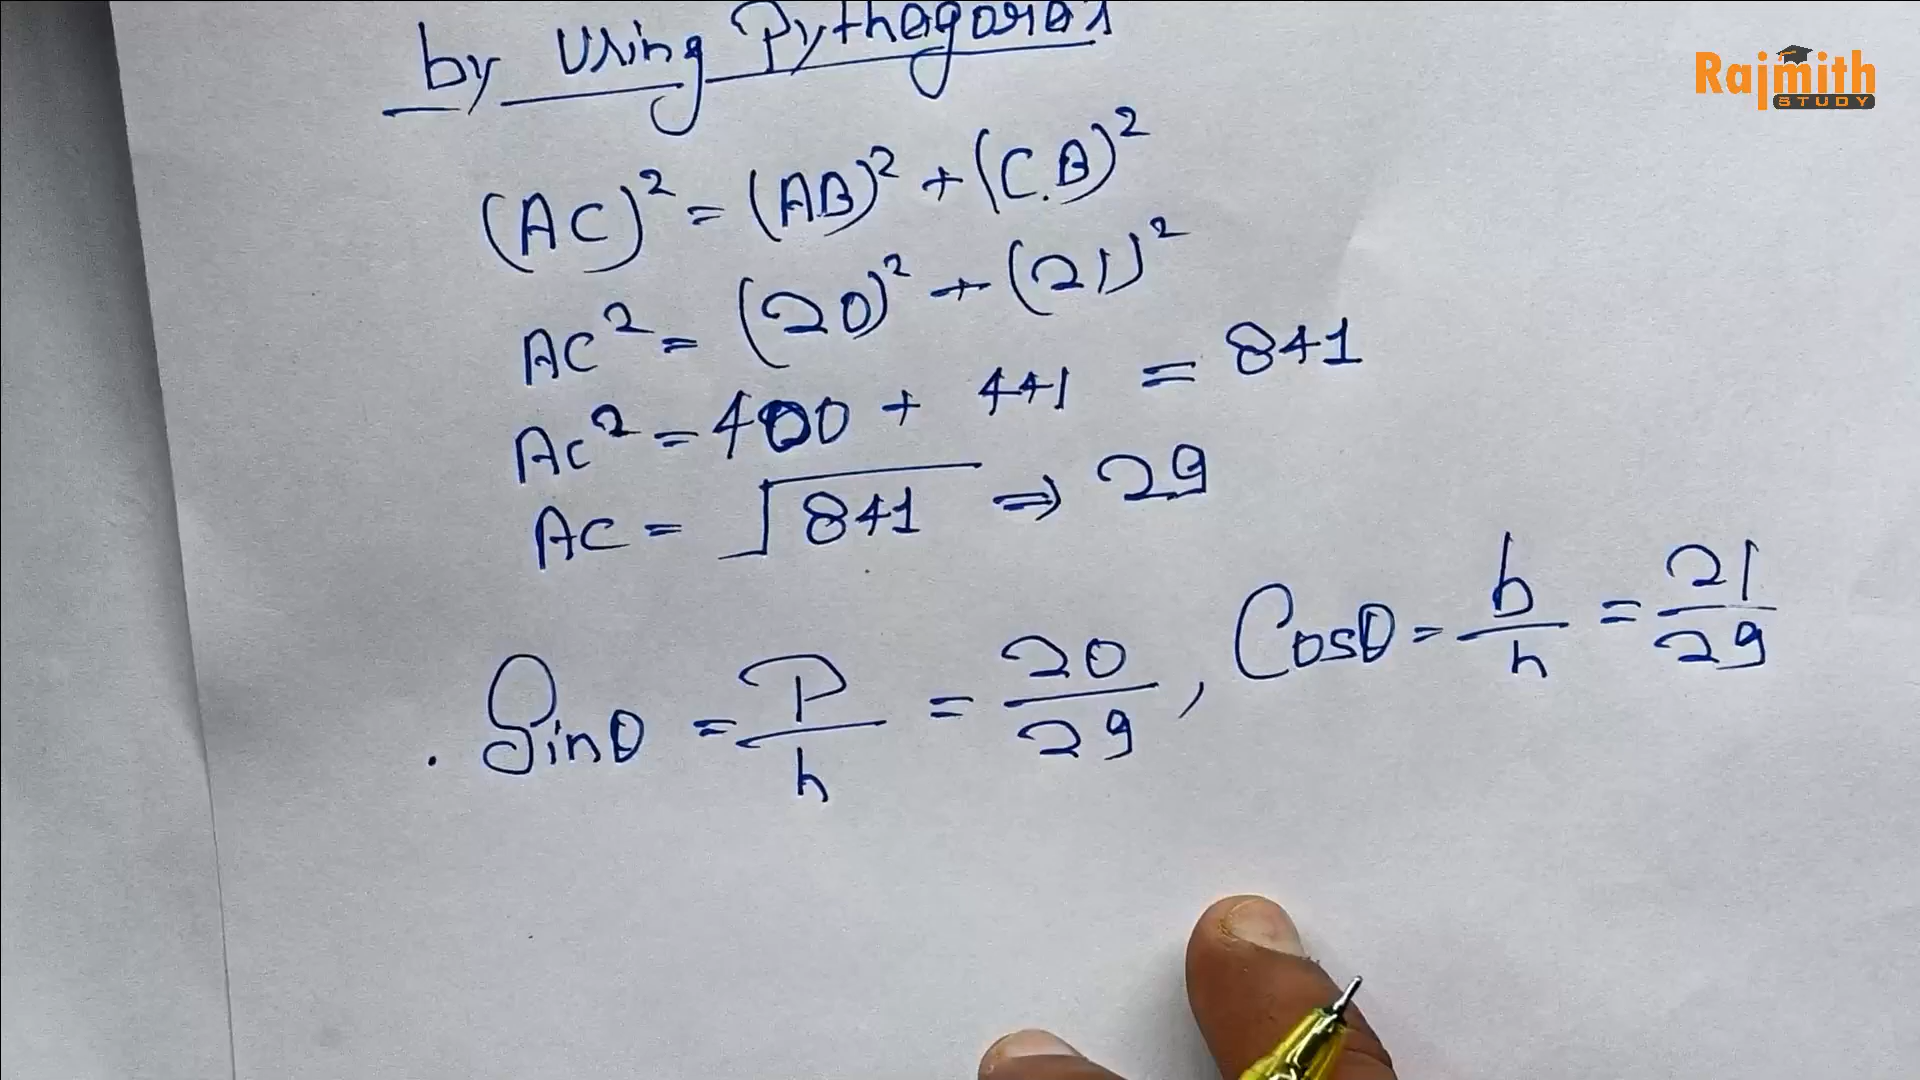 by Using Pythagoras
Rajmith
STUDY
(AC)² = (AB)² + (C.B)²
AC² = (20)² + (21)²
AC² = 400 + 441 = 841
AC = √841 ⇒ 29
. Sinθ = P/h = 20/29 , Cosθ = b/h = 21/29